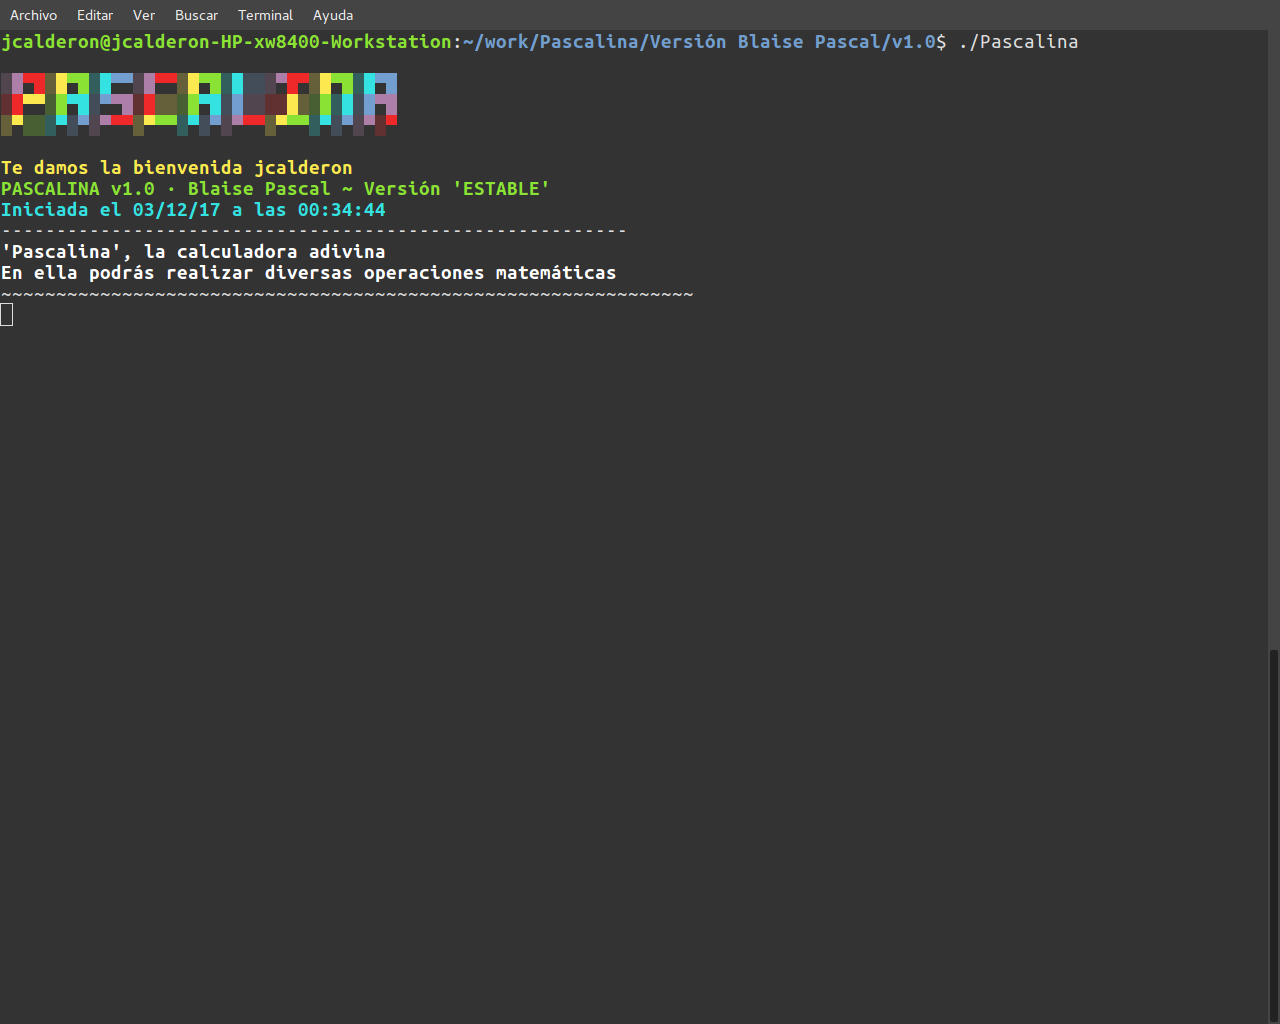 Archivo Editar Ver Buscar Terminal Ayuda
jcalderon@jcalderon-HP-xw8400-Workstation:~/work/Pascalina/Versión Blaise Pascal/v1.0$ ./Pascalina
PASCALINA
Te damos la bienvenida jcalderon
PASCALINA v1.0 · Blaise Pascal ~ Versión 'ESTABLE'
Iniciada el 03/12/17 a las 00:34:44
---------------------------------------------------------
'Pascalina', la calculadora adivina
En ella podrás realizar diversas operaciones matemáticas
~~~~~~~~~~~~~~~~~~~~~~~~~~~~~~~~~~~~~~~~~~~~~~~~~~~~~~~~~~~~~~~